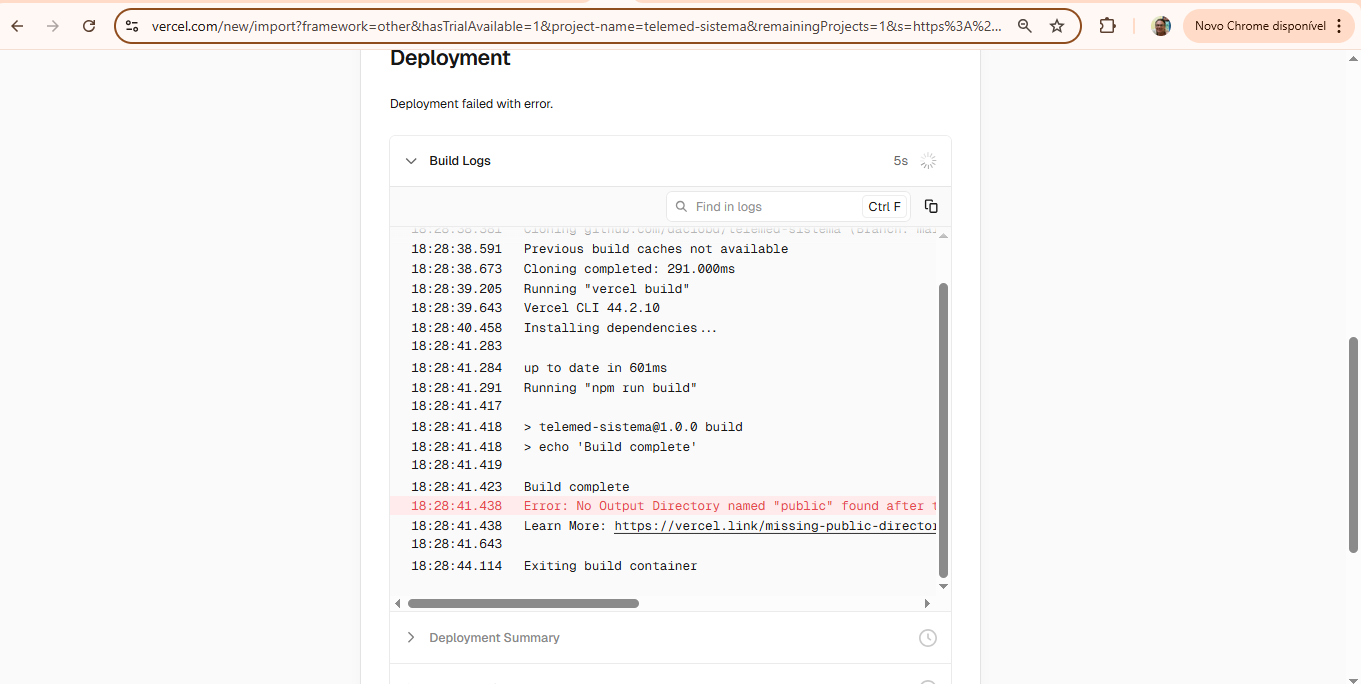 vercel.com/new/import?framework=other&hasTrialAvailable=1&project-name=telemed-sistema&remainingProjects=1&s=https%3A%2...
Novo Chrome disponível
Deployment
Deployment failed with error.
Build Logs
5s
Find in logs
Ctrl F
18:28:38.381 Cloning github.com/daciobd/telemed-sistema (Branch: mai
18:28:38.591 Previous build caches not available
18:28:38.673 Cloning completed: 291.000ms
18:28:39.205 Running "vercel build"
18:28:39.643 Vercel CLI 44.2.10
18:28:40.458 Installing dependencies...
18:28:41.283
18:28:41.284 up to date in 601ms
18:28:41.291 Running "npm run build"
18:28:41.417
18:28:41.418 > telemed-sistema@1.0.0 build
18:28:41.418 > echo 'Build complete'
18:28:41.419
18:28:41.423 Build complete
18:28:41.438 Error: No Output Directory named "public" found after t
18:28:41.438 Learn More: https://vercel.link/missing-public-director
18:28:41.643
18:28:44.114 Exiting build container
Deployment Summary